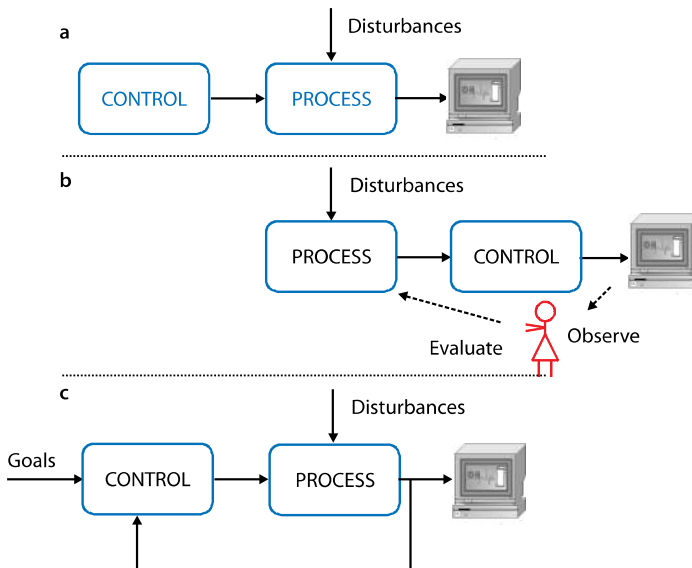 a
Disturbances
CONTROL
PROCESS
b
Disturbances
PROCESS
CONTROL
Evaluate
Observe
c
Disturbances
Goals
CONTROL
PROCESS